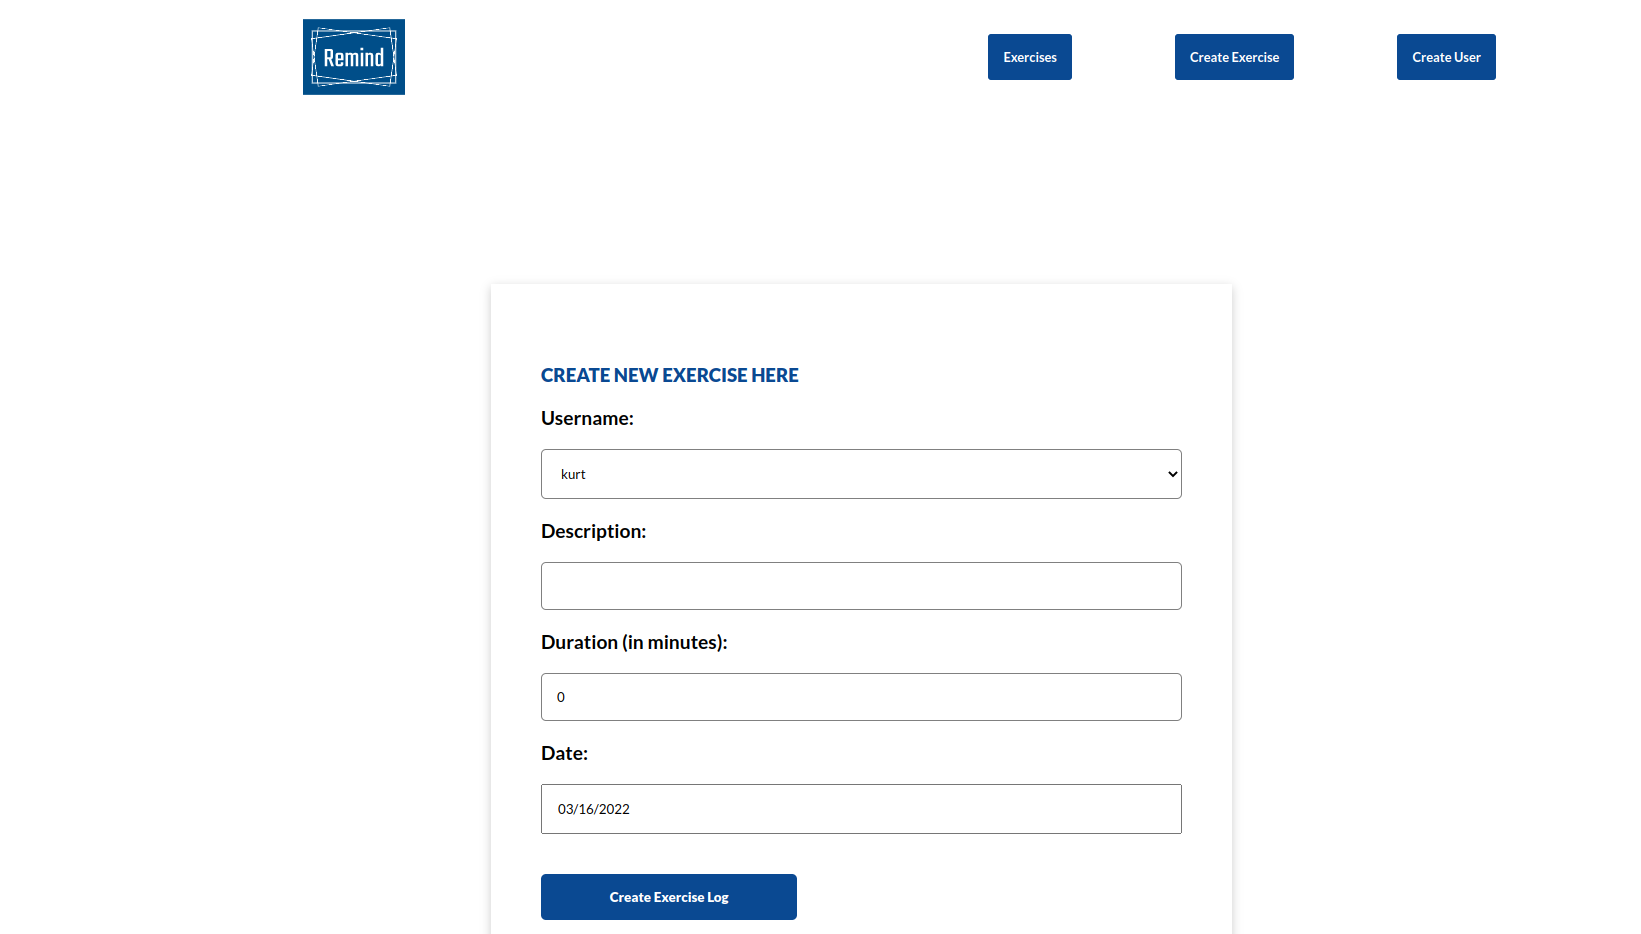 Remind
Exercises
Create Exercise
Create User
CREATE NEW EXERCISE HERE
Username:
kurt
Description:
Duration (in minutes):
0
Date:
03/16/2022
Create Exercise Log